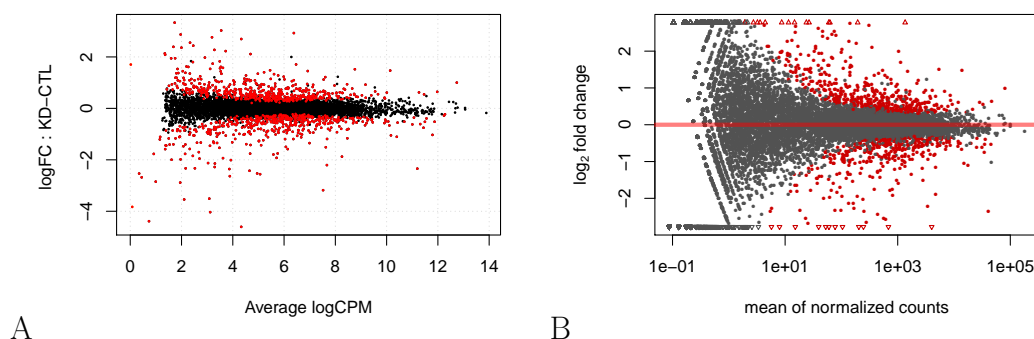 2
0
−2
−4
logFC : KD−CTL
0 2 4 6 8 10 12 14
Average logCPM
A
2
1
0
−1
−2
log2 fold change
1e−01 1e+01 1e+03 1e+05
mean of normalized counts
B